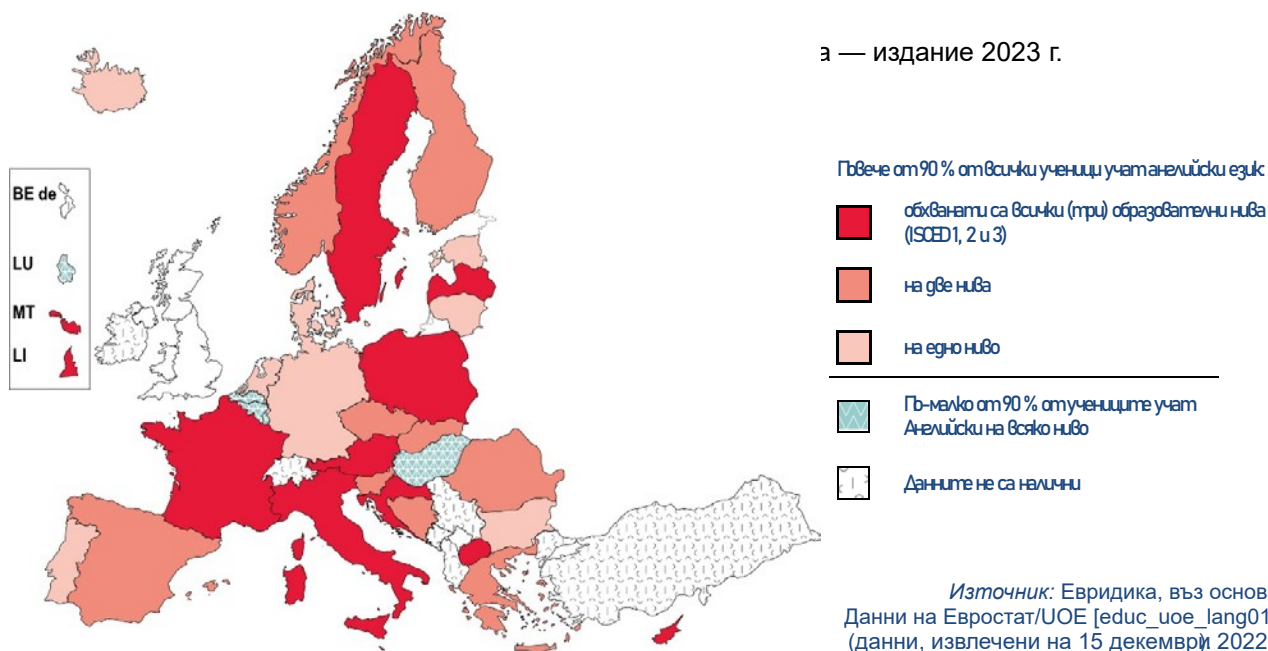 а — издание 2023 г.
BE de
LU
MT
LI
Повече от 90 % от всички ученици учат английски език
обхванати са всички (три) образователни нива
(ISCED 1, 2 и 3)
на две нива
на едно ниво
По-малко от 90 % от учениците учат
Английски на всяко ниво
Данните не са налични
Източник: Евридика, въз основ
Данни на Евростат/UOE [educ_uoe_lang01
(данни, извлечени на 15 декември 2022